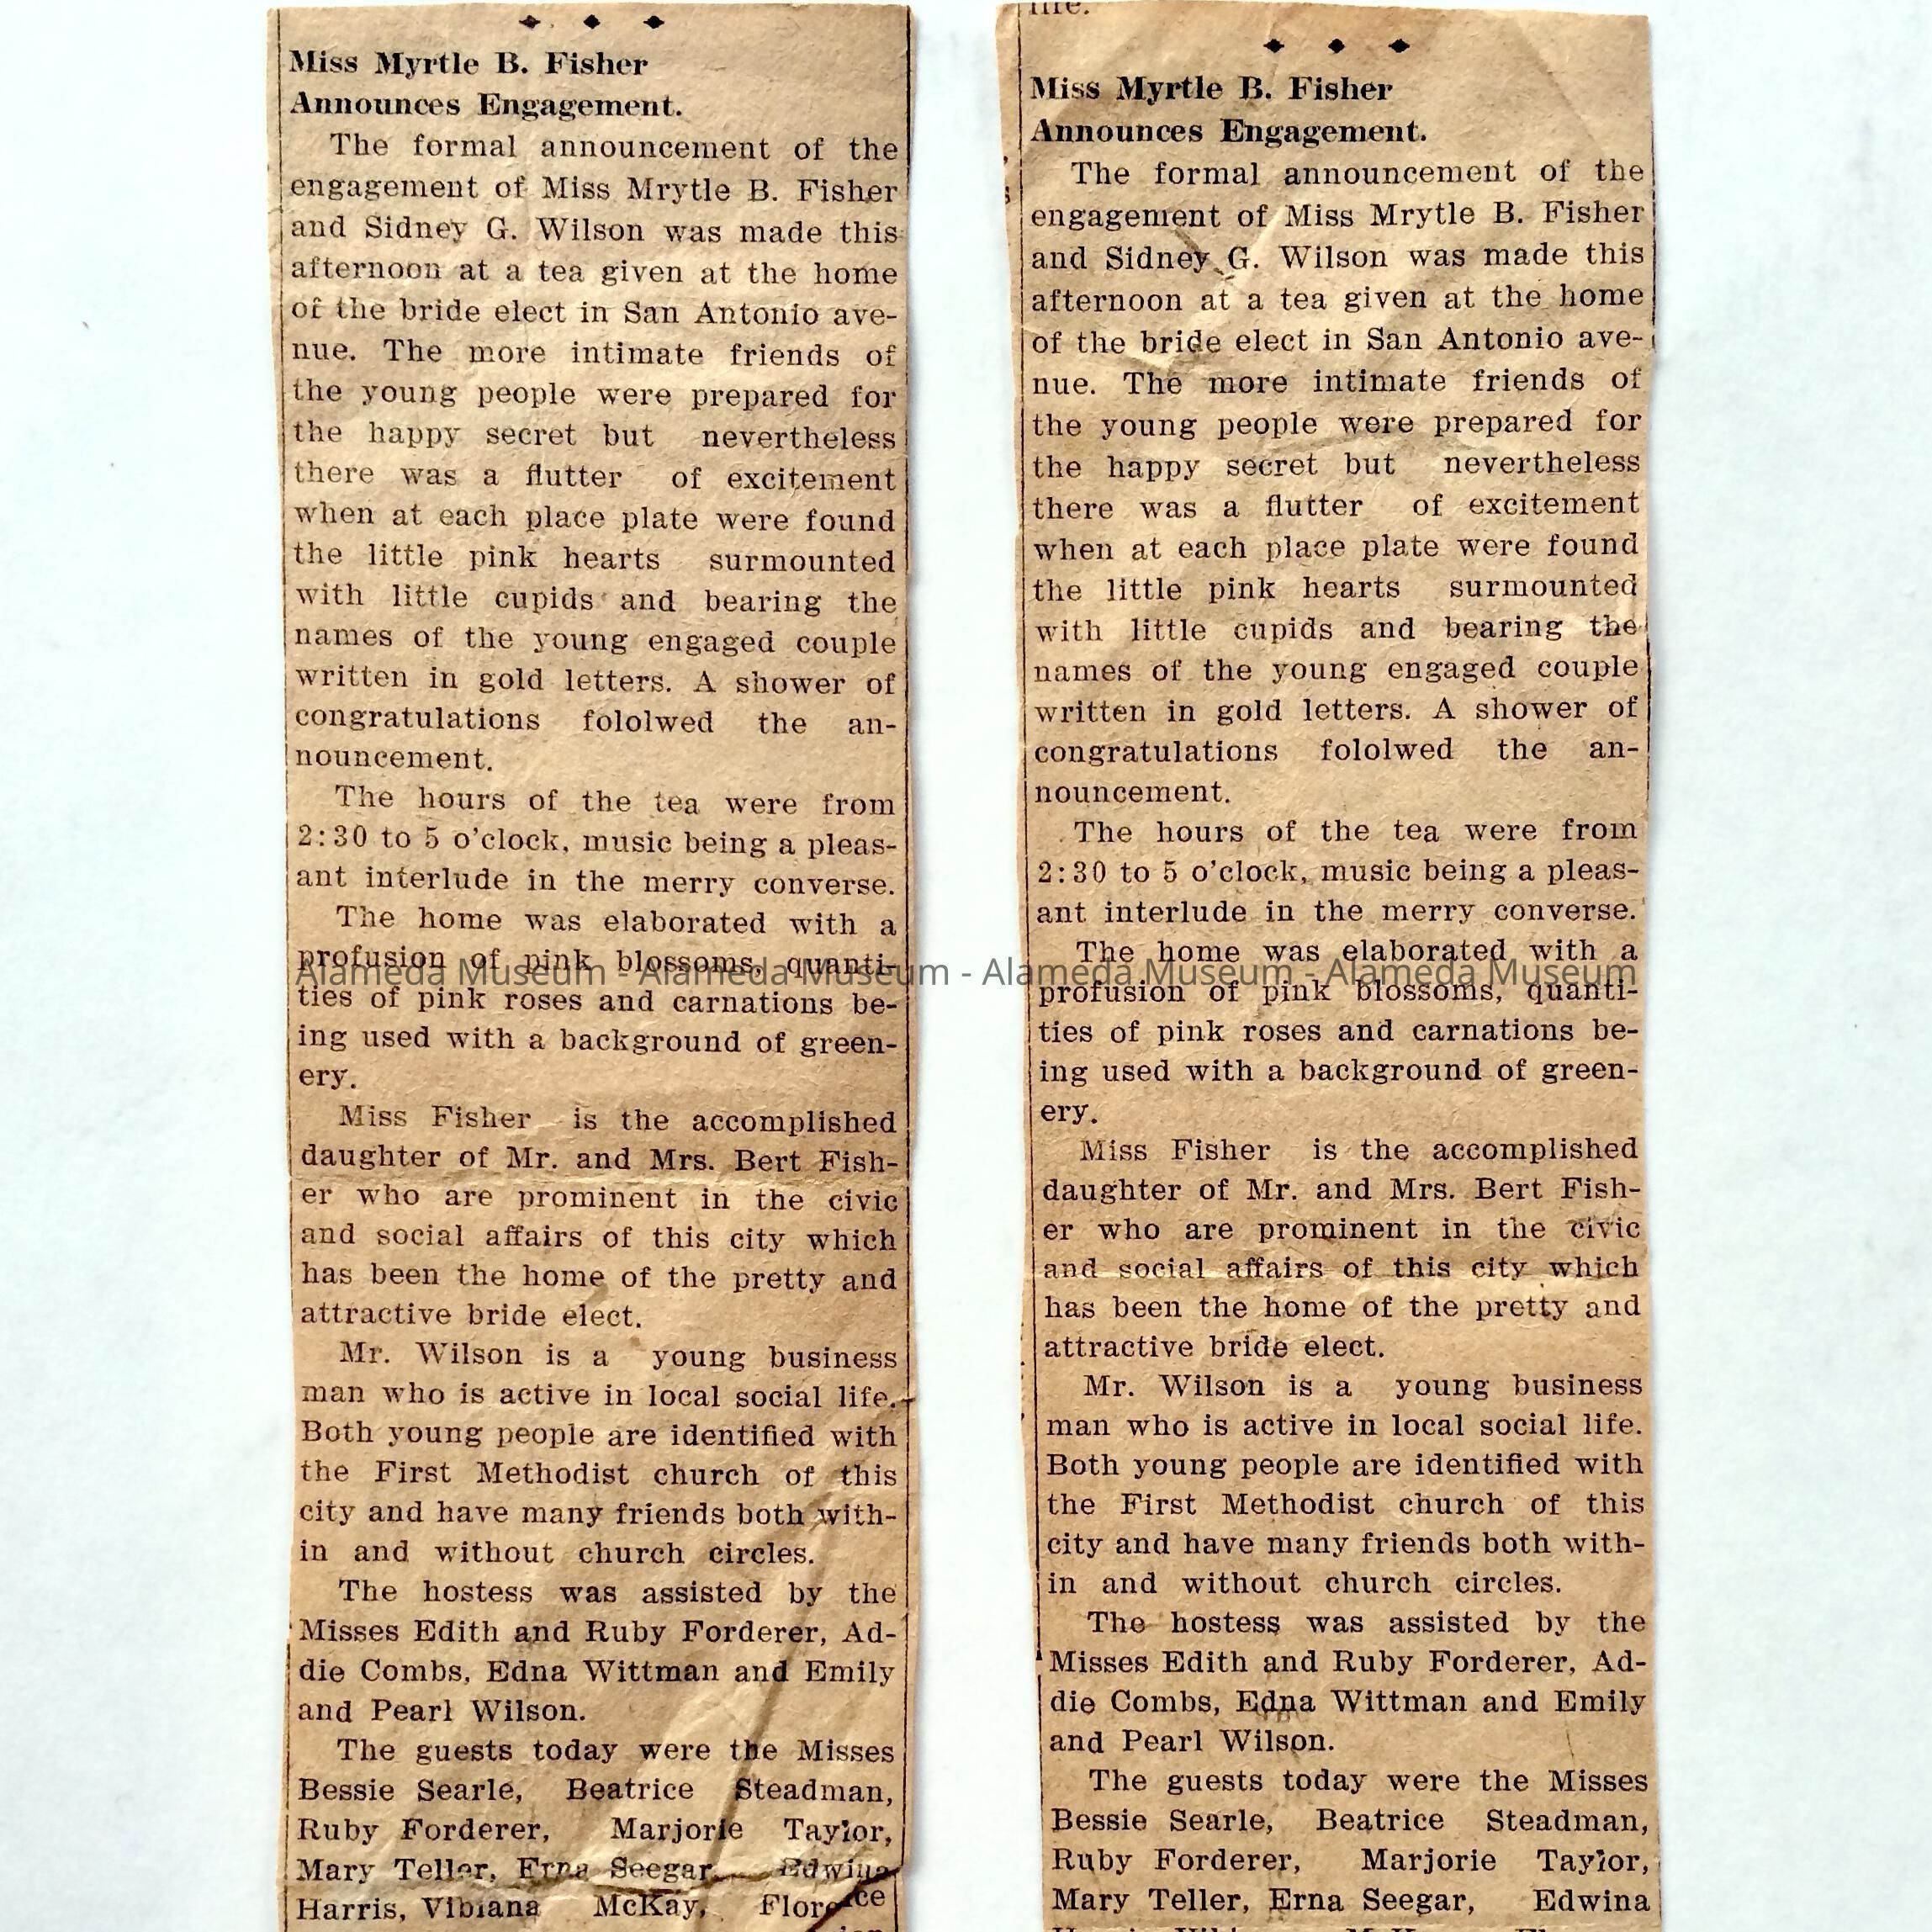 Miss Myrtle B. Fisher
Announces Engagement.
The formal announcement of the
engagement of Miss Mrytle B. Fisher
and Sidney G. Wilson was made this
afternoon at a tea given at the home
of the bride elect in San Antonio ave-
nue. The more intimate friends of
the young people were prepared for
the happy secret but nevertheless
there was a flutter of excitement
when at each place plate were found
the little pink hearts surmounted
with little cupids and bearing the
names of the young engaged couple
written in gold letters. A shower of
congratulations fololwed the an-
nouncement.
The hours of the tea were from
2:30 to 5 o'clock, music being a pleas-
ant interlude in the merry converse.
The home was elaborated with a
profusion of pink blossoms, quanti-
ties of pink roses and carnations be-
ing used with a background of green-
ery.
Miss Fisher is the accomplished
daughter of Mr. and Mrs. Bert Fish-
er who are prominent in the civic
and social affairs of this city which
has been the home of the pretty and
attractive bride elect.
Mr. Wilson is a young business
man who is active in local social life.
Both young people are identified with
the First Methodist church of this
city and have many friends both with-
in and without church circles.
The hostess was assisted by the
Misses Edith and Ruby Forderer, Ad-
die Combs, Edna Wittman and Emily
and Pearl Wilson.
The guests today were the Misses
Bessie Searle, Beatrice Steadman,
Ruby Forderer, Marjorie Taylor,
Mary Teller, Erna Seegar, Edwina
Harris, Vibiana McKay,
life.
Miss Myrtle B. Fisher
Announces Engagement.
The formal announcement of the
engagement of Miss Mrytle B. Fisher
and Sidney G. Wilson was made this
afternoon at a tea given at the home
of the bride elect in San Antonio ave-
nue. The more intimate friends of
the young people were prepared for
the happy secret but nevertheless
there was a flutter of excitement
when at each place plate were found
the little pink hearts surmounted
with little cupids and bearing the
names of the young engaged couple
written in gold letters. A shower of
congratulations fololwed the an-
nouncement.
The hours of the tea were from
2:30 to 5 o'clock, music being a pleas-
ant interlude in the merry converse.
The home was elaborated with a
profusion of pink blossoms, quanti-
ties of pink roses and carnations be-
ing used with a background of green-
ery.
Miss Fisher is the accomplished
daughter of Mr. and Mrs. Bert Fish-
er who are prominent in the civic
and social affairs of this city which
has been the home of the pretty and
attractive bride elect.
Mr. Wilson is a young business
man who is active in local social life.
Both young people are identified with
the First Methodist church of this
city and have many friends both with-
in and without church circles.
The hostess was assisted by the
Misses Edith and Ruby Forderer, Ad-
die Combs, Edna Wittman and Emily
and Pearl Wilson.
The guests today were the Misses
Bessie Searle, Beatrice Steadman,
Ruby Forderer, Marjorie Taylor,
Mary Teller, Erna Seegar, Edwina
Alameda Museum - Alameda Museum - Alameda Museum - Alameda Museum